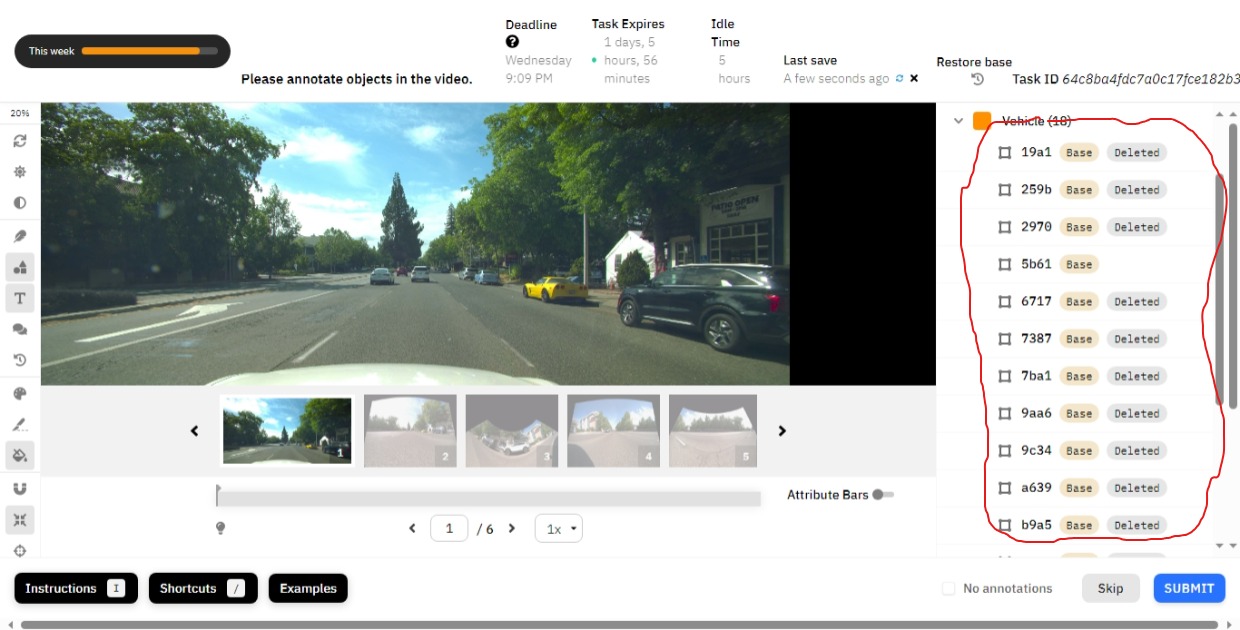 This week
Please annotate objects in the video.
Deadline
Wednesday
9:09 PM
Task Expires
1 days, 5
hours, 56
minutes
Idle
Time
5
hours
Last save
A few seconds ago
Restore base
Task ID 64c8ba4fdc7a0c17fce182b3
20%
T
PATIO OPEN
1
2
3
4
5
Attribute Bars
1 / 6
1x
Vehicle (18)
19a1 Base Deleted
259b Base Deleted
2970 Base Deleted
5b61 Base
6717 Base Deleted
7387 Base Deleted
7ba1 Base Deleted
9aa6 Base Deleted
9c34 Base Deleted
a639 Base Deleted
b9a5 Base Deleted
Instructions I
Shortcuts /
Examples
No annotations
Skip
SUBMIT